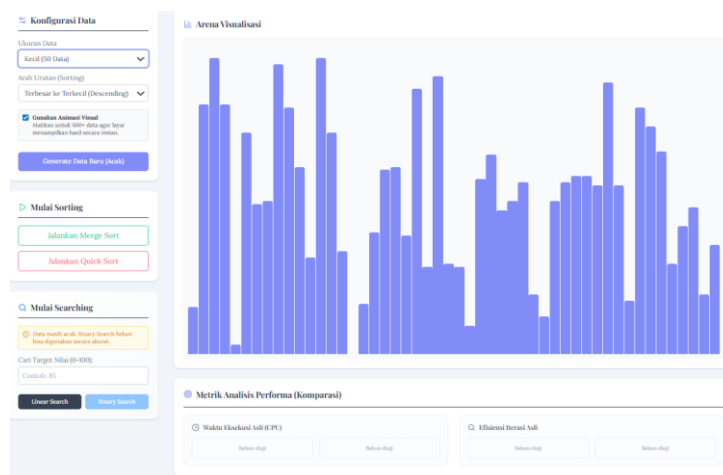 Konfigurasi Data
Ukuran Data
Kecil (50 Data)
Arah Urutan (Sorting)
Terbesar ke Terkecil (Descending)
Gunakan Animasi Visual
Matikan untuk 500+ data agar layar
menampilkan hasil secara instan.
Generate Data Baru (Acak)
Mulai Sorting
Jalankan Merge Sort
Jalankan Quick Sort
Mulai Searching
Data masih acak. Binary Search belum
bisa digunakan secara akurat.
Cari Target Nilai (0-100):
Contoh: 85
Linear Search
Binary Search
Arena Visualisasi
Metrik Analisis Performa (Komparasi)
Waktu Eksekusi Asli (CPU)
Belum diuji
Belum diuji
Efisiensi Iterasi Asli
Belum diuji
Belum diuji